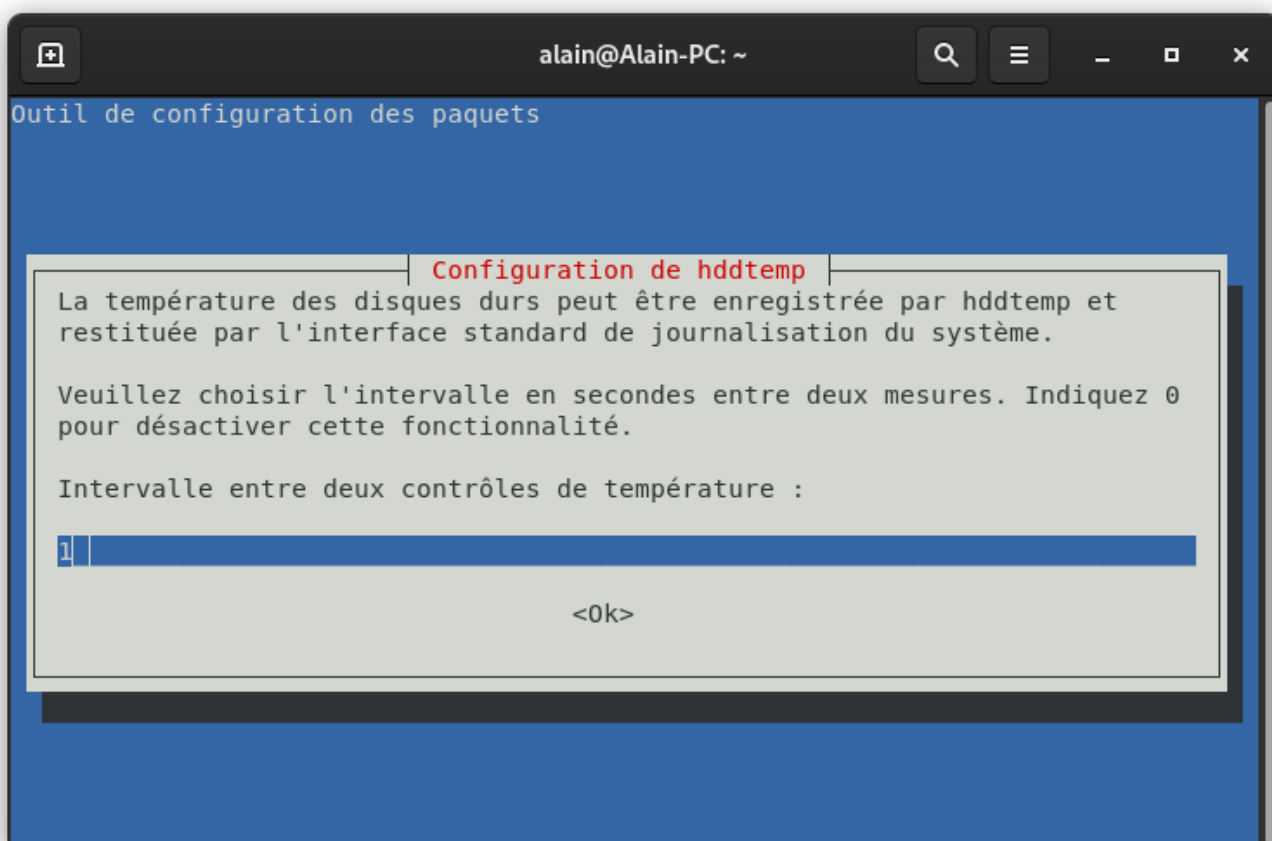 alain@Alain-PC: ~
Outil de configuration des paquets
Configuration de hddtemp
La température des disques durs peut être enregistrée par hddtemp et
restituée par l'interface standard de journalisation du système.
Veuillez choisir l'intervalle en secondes entre deux mesures. Indiquez 0
pour désactiver cette fonctionnalité.
Intervalle entre deux contrôles de température :
1
<Ok>